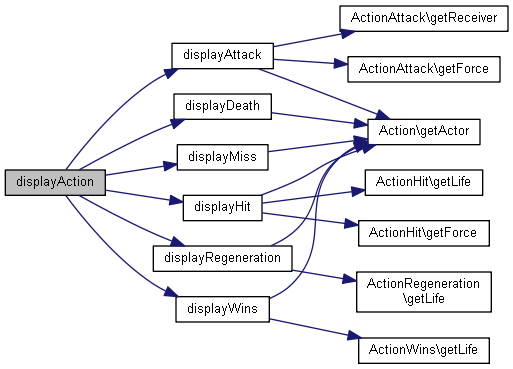 ActionAttack\getReceiver
displayAttack
ActionAttack\getForce
displayDeath
Action\getActor
displayMiss
displayAction
ActionHit\getLife
displayHit
ActionHit\getForce
displayRegeneration
ActionRegeneration
\getLife
displayWins
ActionWins\getLife